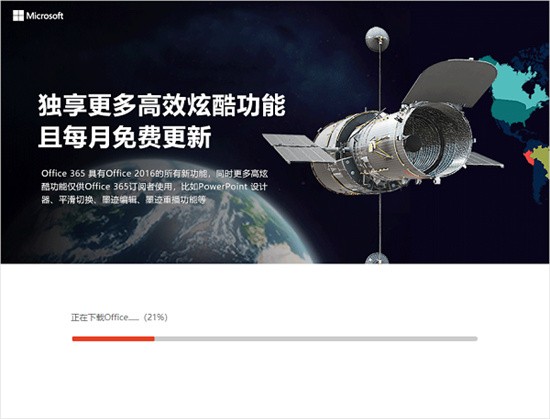 Microsoft
独享更多高效炫酷功能
且每月免费更新
Office 365 具有Office 2016的所有新功能，同时更多高炫
酷功能仅供Office 365订阅者使用，比如PowerPoint 设计
器、平滑切换、墨迹编辑、墨迹重播功能等
正在下载Office......（21%）